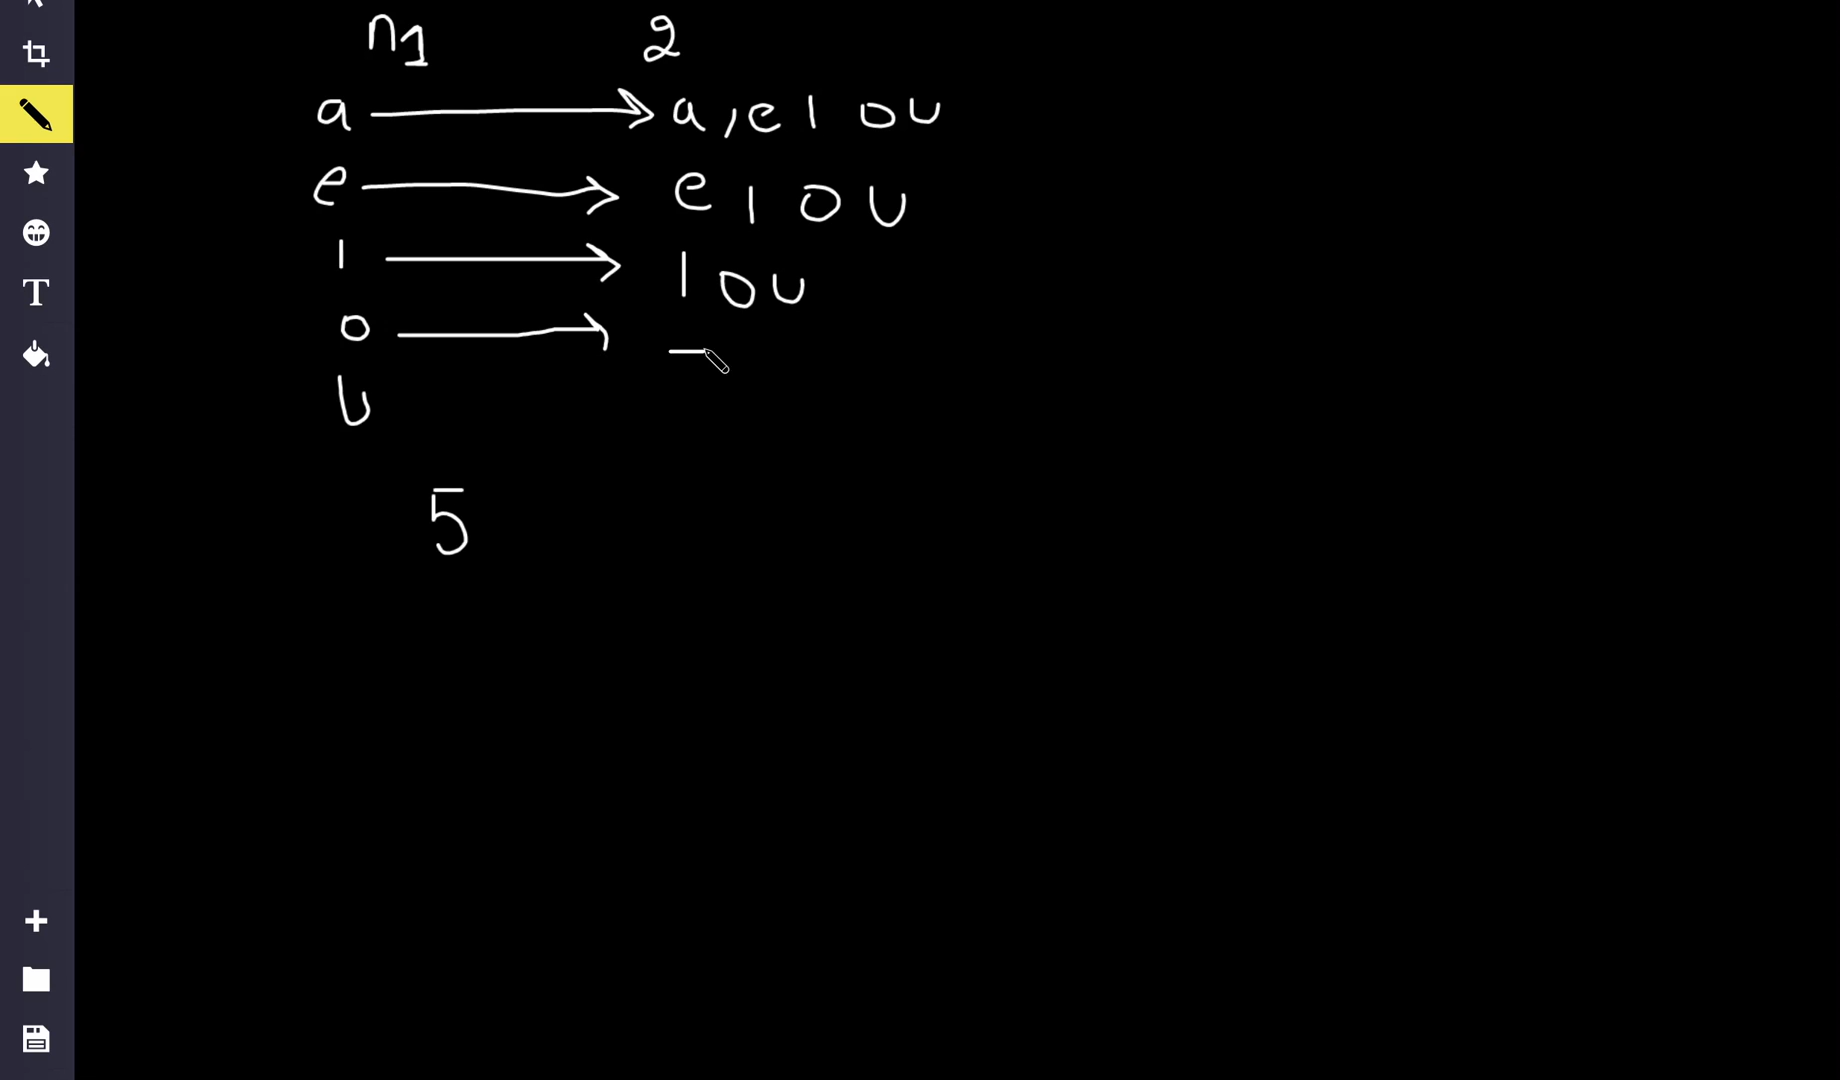 n1 2
a → a, e I o u
e → e I o u
I → I o u
o →
u
5
T